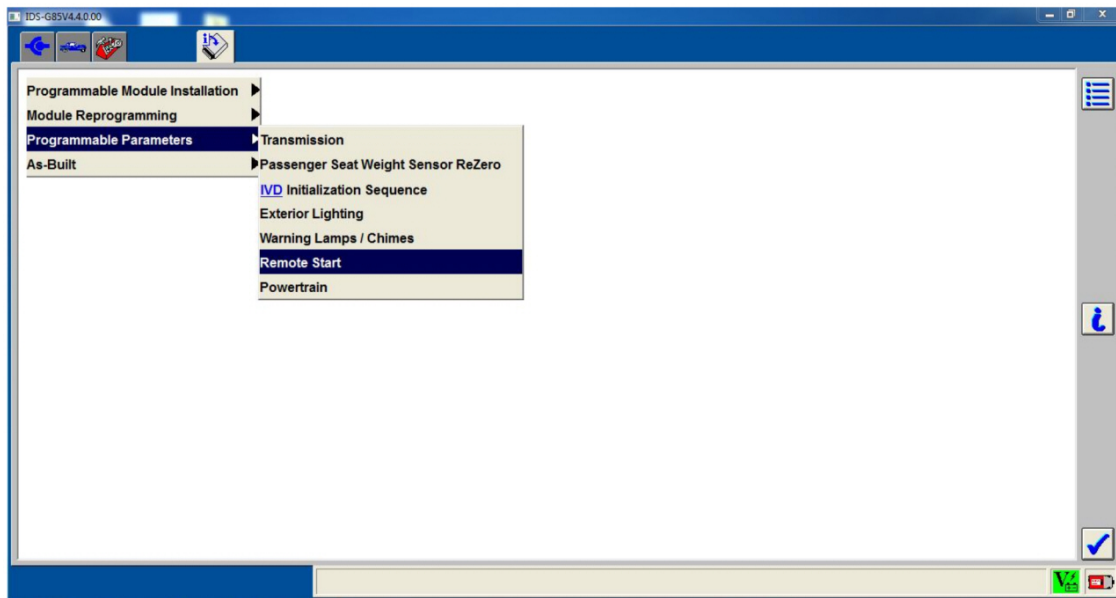 IDS-G85V4.4.0.00
Programmable Module Installation
Module Reprogramming
Programmable Parameters
As-Built
Transmission
Passenger Seat Weight Sensor ReZero
IVD Initialization Sequence
Exterior Lighting
Warning Lamps / Chimes
Remote Start
Powertrain